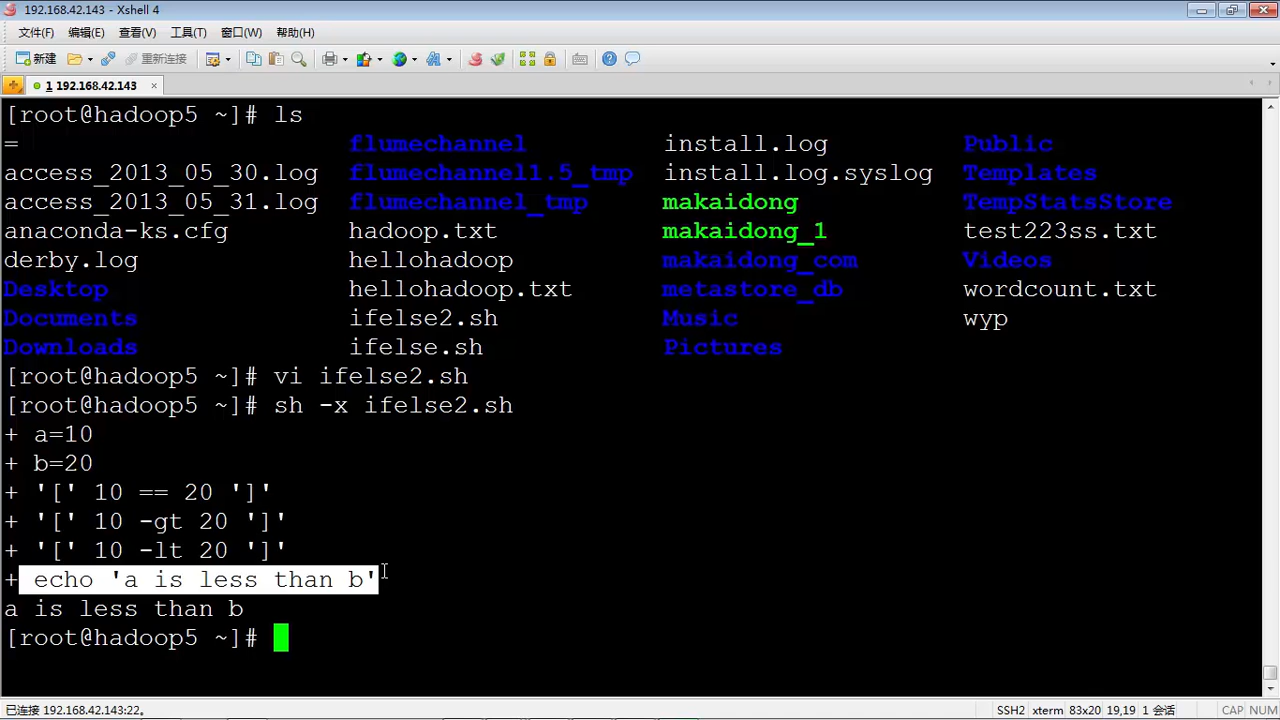 192.168.42.143 - Xshell 4
文件(F) 编辑(E) 查看(V) 工具(T) 窗口(W) 帮助(H)
新建 重新连接
1 192.168.42.143 ×
[root@hadoop5 ~]# ls
= flumechannel install.log Public
access_2013_05_30.log flumechannel1.5_tmp install.log.syslog Templates
access_2013_05_31.log flumechannel_tmp makaidong TempStatsStore
anaconda-ks.cfg hadoop.txt makaidong_1 test223ss.txt
derby.log hellohadoop makaidong_com Videos
Desktop hellohadoop.txt metastore_db wordcount.txt
Documents ifelse2.sh Music wyp
Downloads ifelse.sh Pictures
[root@hadoop5 ~]# vi ifelse2.sh
[root@hadoop5 ~]# sh -x ifelse2.sh
+ a=10
+ b=20
+ '[' 10 == 20 ']'
+ '[' 10 -gt 20 ']'
+ '[' 10 -lt 20 ']'
+ echo 'a is less than b'
a is less than b
[root@hadoop5 ~]#
已连接 192.168.42.143:22。 SSH2 xterm 83x20 19,19 1 会话 CAP NUM